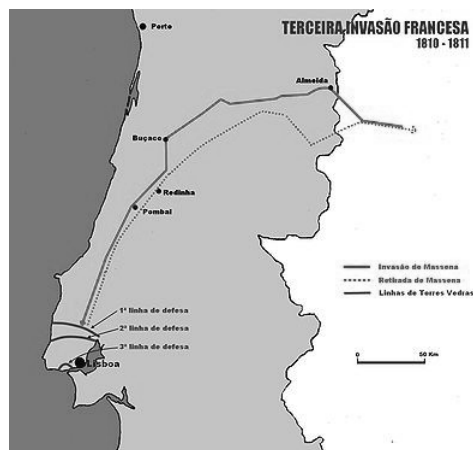 TERCEIRA INVASÃO FRANCESA
1810 - 1811
Porto
Almeida
Buçaco
Redinha
Pombal
Invasão de Massena
Retirada de Massena
Linhas de Torres Vedras
1ª linha de defesa
2ª linha de defesa
3ª linha de defesa
Lisboa
0 50 Km